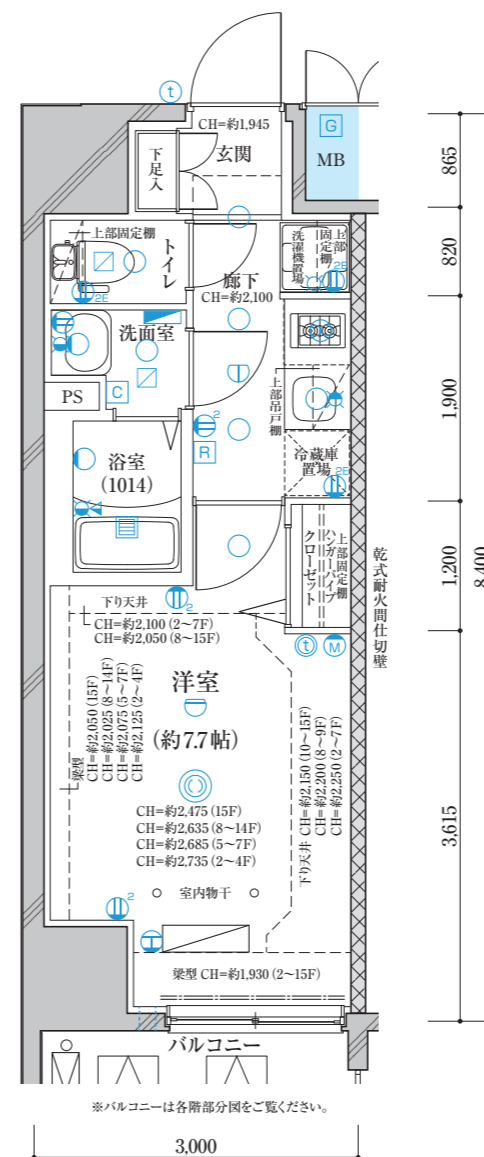 t
CH=約1,945
玄関
下足入
G
MB
865
上部固定棚
トイレ
2E
洗濯機置場
上部固定棚
2E
820
廊下
CH=約2,100
洗面室
PS
C
2
R
上部吊戸棚
冷蔵庫置場
2E
1,900
浴室
(1014)
上部固定棚
ハンガーパイプ
クローゼット
乾式耐火間仕切壁
1,200
8,400
下り天井
2
CH=約2,100 (2〜7F)
CH=約2,050 (8〜15F)
t
M
洋室
(約7.7帖)
梁型
CH=約2,050 (15F)
CH=約2,025 (8〜14F)
CH=約2,075 (5〜7F)
CH=約2,125 (2〜4F)
下り天井 CH=約2,150 (10〜15F)
CH=約2,200 (8〜9F)
CH=約2,250 (2〜7F)
CH=約2,475 (15F)
CH=約2,635 (8〜14F)
CH=約2,685 (5〜7F)
CH=約2,735 (2〜4F)
3,615
室内物干
2
梁型 CH=約1,930 (2〜15F)
バルコニー
※バルコニーは各階部分図をご覧ください。
3,000